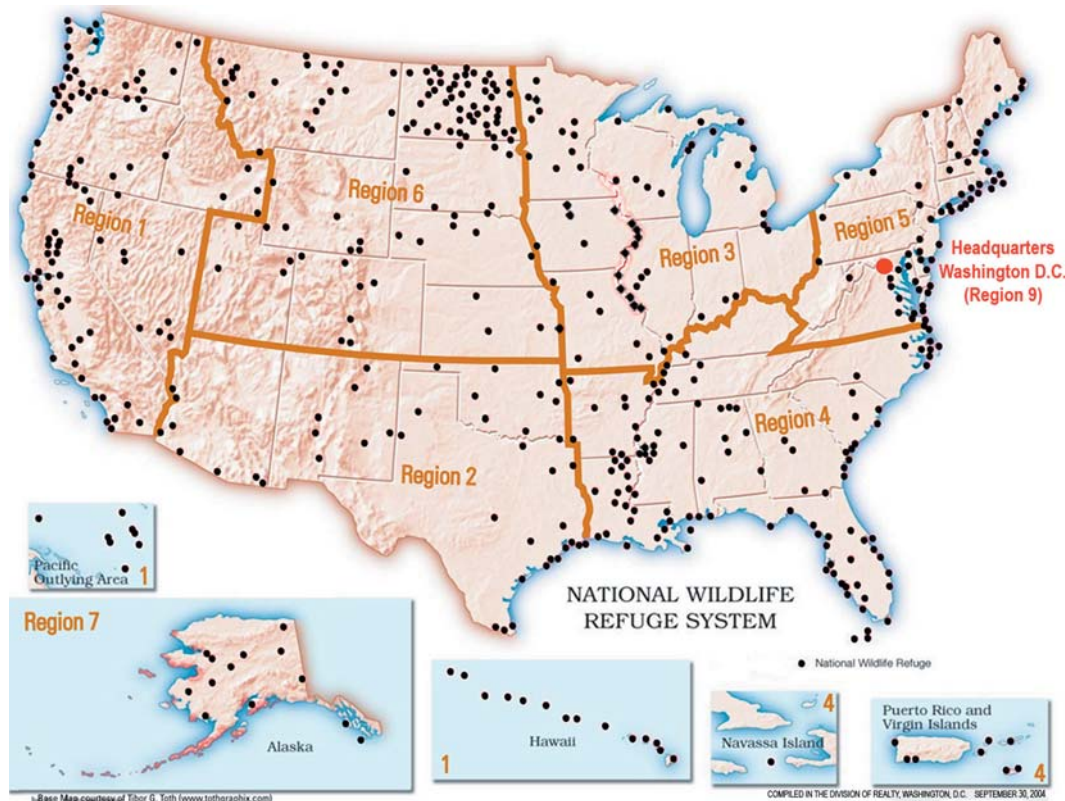 Region 1
Region 6
Region 3
Region 5
Headquarters
Washington D.C.
(Region 9)
Region 2
Region 4
Pacific
Outlying Area
1
NATIONAL WILDLIFE
REFUGE SYSTEM
National Wildlife Refuge
Region 7
Alaska
Hawaii
1
4
Navassa Island
Puerto Rico and
Virgin Islands
4
Base Map courtesy of Tibor G. Toth (www.tothgraphix.com)
COMPILED IN THE DIVISION OF REALTY, WASHINGTON, D.C. SEPTEMBER 30, 2004